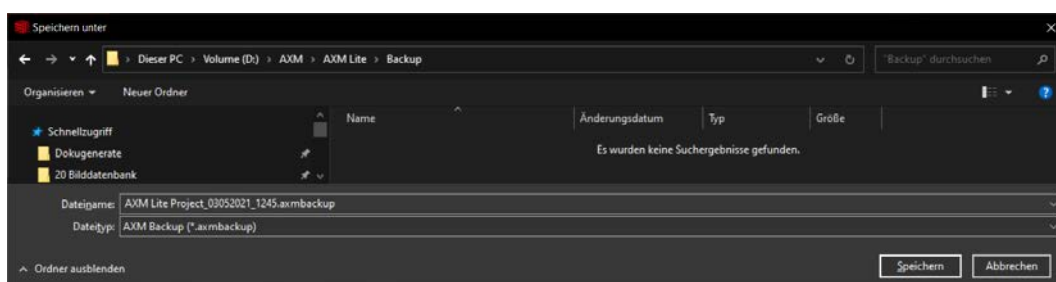 Speichern unter
Dieser PC > Volume (D:) > AXM > AXM Lite > Backup
"Backup" durchsuchen
Organisieren Neuer Ordner
Name Änderungsdatum Typ Größe
Schnellzugriff
Es wurden keine Suchergebnisse gefunden.
Dokugenerate
20 Bilddatenbank
Dateiname: AXM Lite Project_03052021_1245.axmbackup
Dateityp: AXM Backup (*.axmbackup)
Ordner ausblenden
Speichern Abbrechen